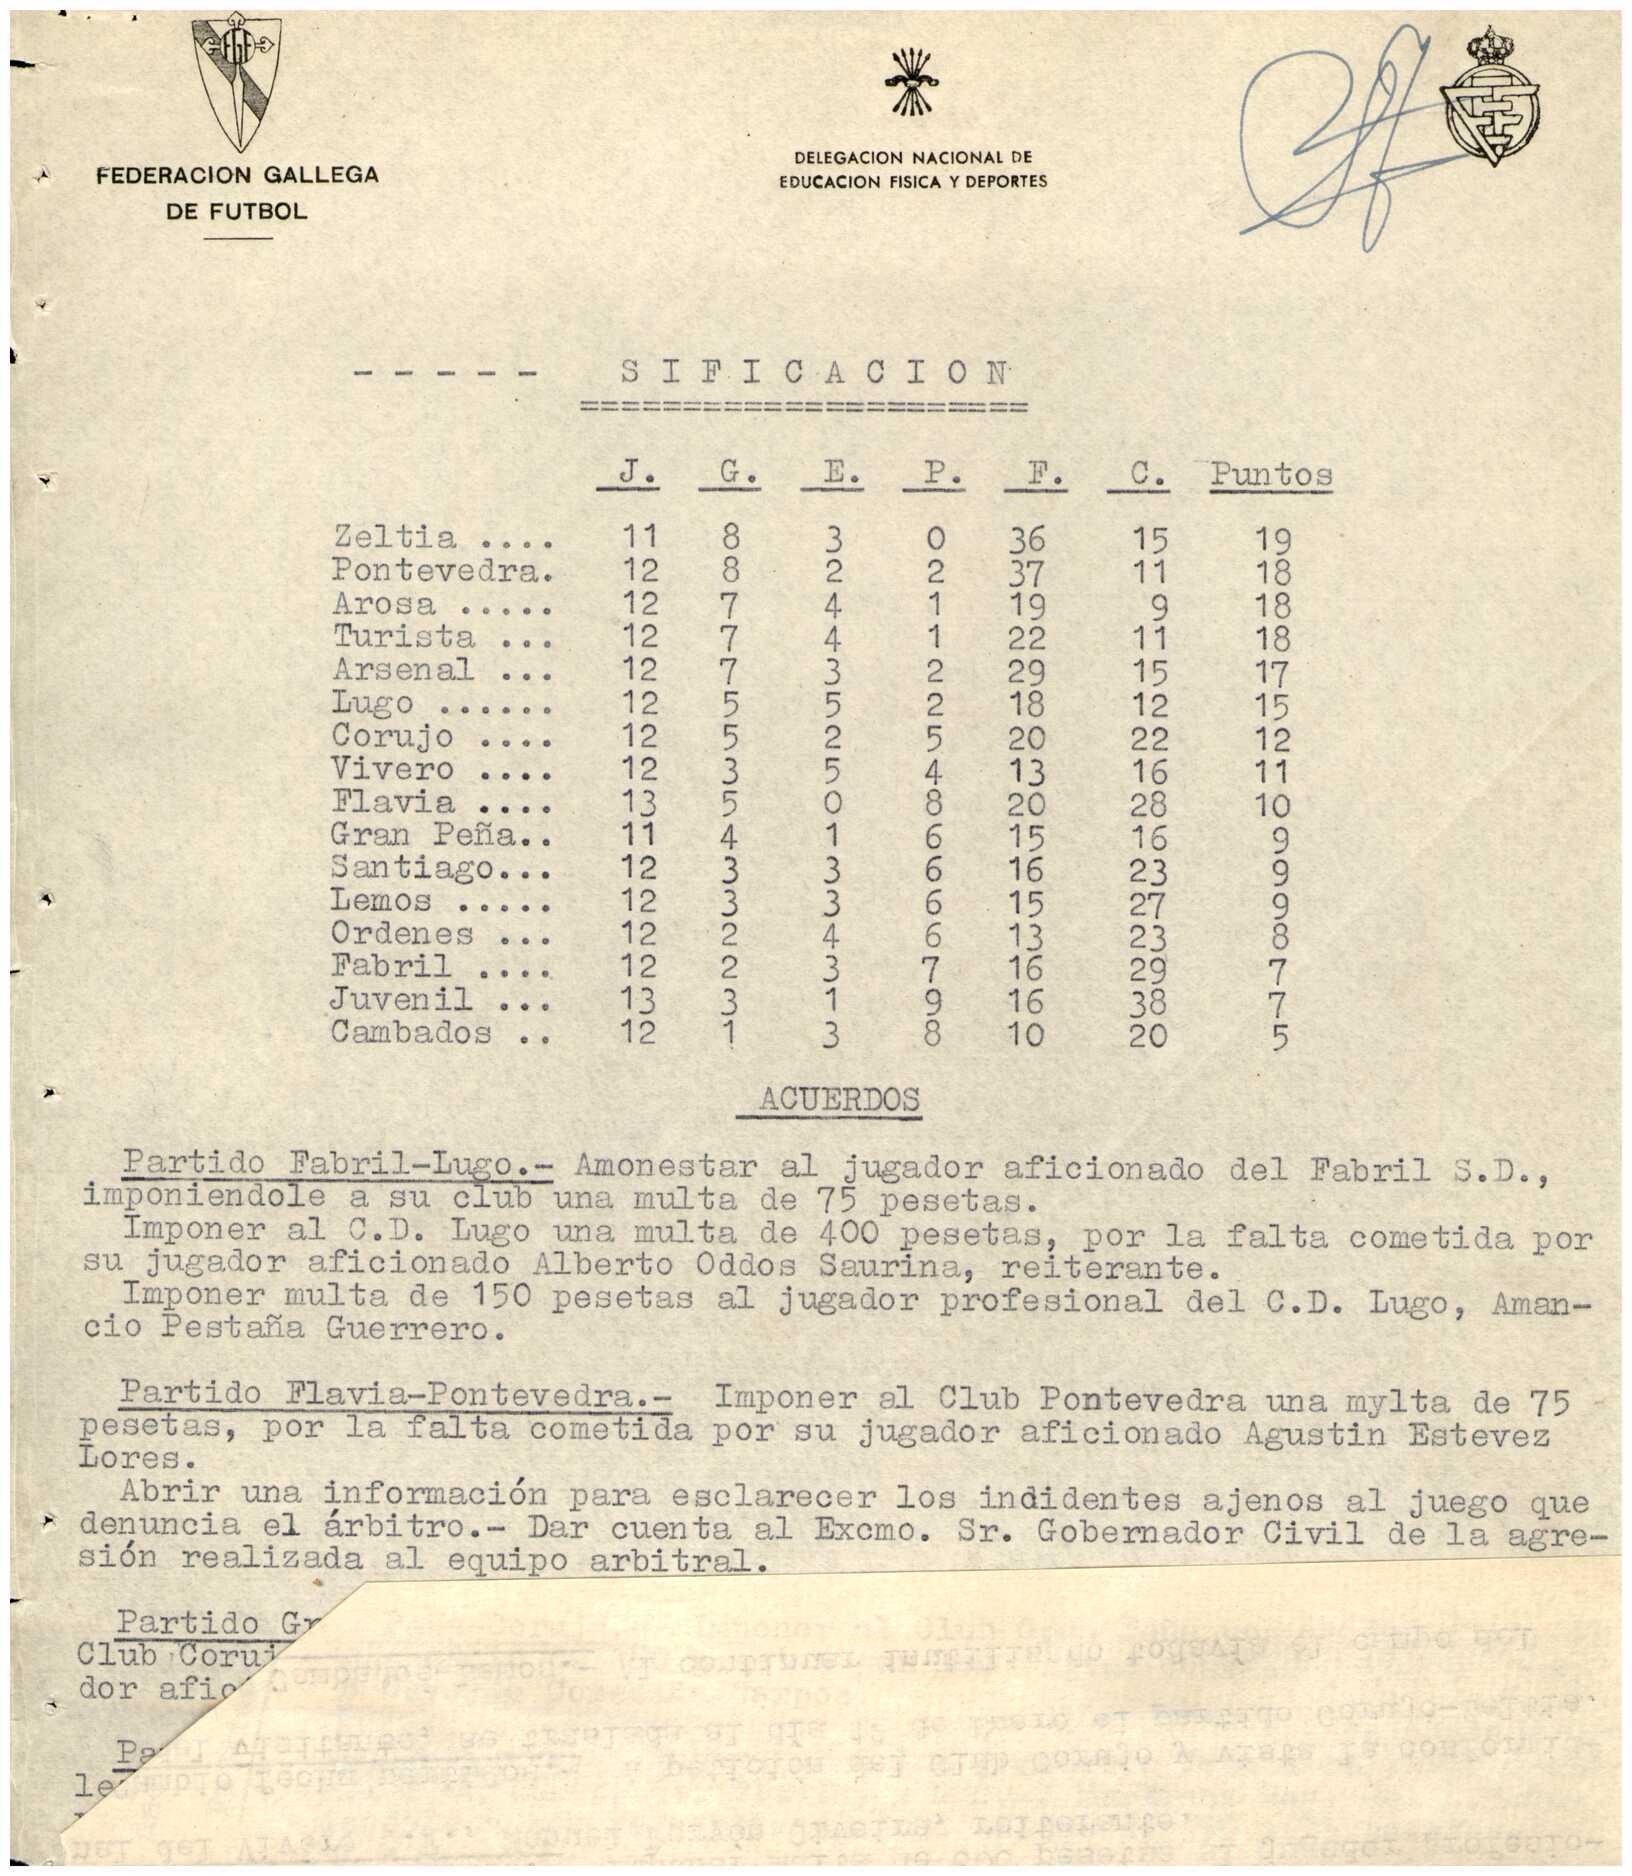 FEDERACION GALLEGA
DE FUTBOL
DELEGACION NACIONAL DE
EDUCACION FISICA Y DEPORTES
- - - - - S I F I C A C I O N
======================
J. G. E. P. F. C. Puntos
Zeltia .... 11 8 3 0 36 15 19
Pontevedra. 12 8 2 2 37 11 18
Arosa ..... 12 7 4 1 19 9 18
Turista ... 12 7 4 1 22 11 18
Arsenal ... 12 7 3 2 29 15 17
Lugo ...... 12 5 5 2 18 12 15
Corujo .... 12 5 2 5 20 22 12
Vivero .... 12 3 5 4 13 16 11
Flavia .... 13 5 0 8 20 28 10
Gran Peña.. 11 4 1 6 15 16 9
Santiago... 12 3 3 6 16 23 9
Lemos ..... 12 3 3 6 15 27 9
Ordenes ... 12 2 4 6 13 23 8
Fabril .... 12 2 3 7 16 29 7
Juvenil ... 13 3 1 9 16 38 7
Cambados .. 12 1 3 8 10 20 5
ACUERDOS
Partido Fabril-Lugo.- Amonestar al jugador aficionado del Fabril S.D.,
imponiendole a su club una multa de 75 pesetas.
Imponer al C.D. Lugo una multa de 400 pesetas, por la falta cometida por
su jugador aficionado Alberto Oddos Saurina, reiterante.
Imponer multa de 150 pesetas al jugador profesional del C.D. Lugo, Aman-
cio Pestaña Guerrero.
Partido Flavia-Pontevedra.- Imponer al Club Pontevedra una mylta de 75
pesetas, por la falta cometida por su jugador aficionado Agustin Estevez
Lores.
Abrir una información para esclarecer los indidentes ajenos al juego que
denuncia el árbitro.- Dar cuenta al Excmo. Sr. Gobernador Civil de la agre-
sión realizada al equipo arbitral.
Partido Gr
Club Coruj
dor afic
Pa
le